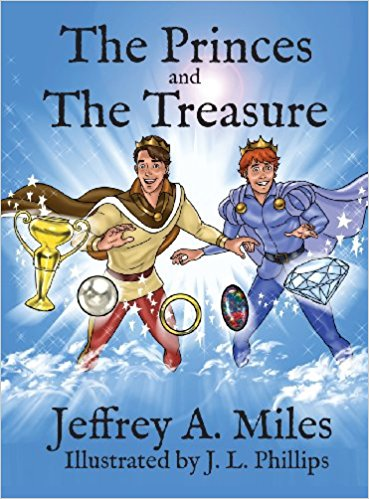 The Princes
and
The Treasure
Jeffrey A. Miles
Illustrated by J. L. Phillips